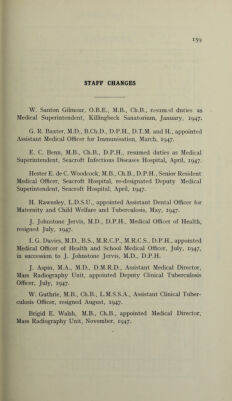 159
STAFF CHANGES
W. Santon Gilmour, O.B.E., M.B., Ch.B., resumed duties as
Medical Superintendent, Killingbeck Sanatorium, January, 1947.
G. R. Baxter, M.D., B.Ch.D., D.P.H., D.T.M. and H., appointed
Assistant Medical Officer for Immunisation, March, 1947.
E. C. Benn, M.B., Ch.B., D.P.H., resumed duties as Medical
Superintendent, Seacroft Infectious Diseases Hospital, April, 1947.
Hester E. de C. Woodcock, M.B., Ch.B., D.P.H., Senior Resident
Medical Officer, Seacroft Hospital, re-designated Deputy Medical
Superintendent, Seacroft Hospital, April, 1947.
H. Rawnsley, L.D.S.U., appointed Assistant Dental Officer for
Maternity and Child Welfare and Tuberculosis, May, 1947.
J. Johnstone Jervis, M.D., D.P.H., Medical Officer of Health,
resigned July, 1947.
I. G. Davies, M.D., B.S., M.R.C.P., M.R.C.S., D.P.H., appointed
Medical Officer of Health and School Medical Officer, July, 1947,
in succession to J. Johnstone Jervis, M.D., D.P.H.
J. Aspin, M.A., M.D., D.M.R.D., Assistant Medical Director,
Mass Radiography Unit, appointed Deputy Clinical Tuberculosis
Officer, July, 1947.
W. Guthrie, M.B., Ch.B., L.M.S.S.A., Assistant Clinical Tuber-
culosis Officer, resigned August, 1947.
Brigid E. Walsh, M.B., Ch.B., appointed Medical Director,
Mass Radiography Unit, November, 1947.